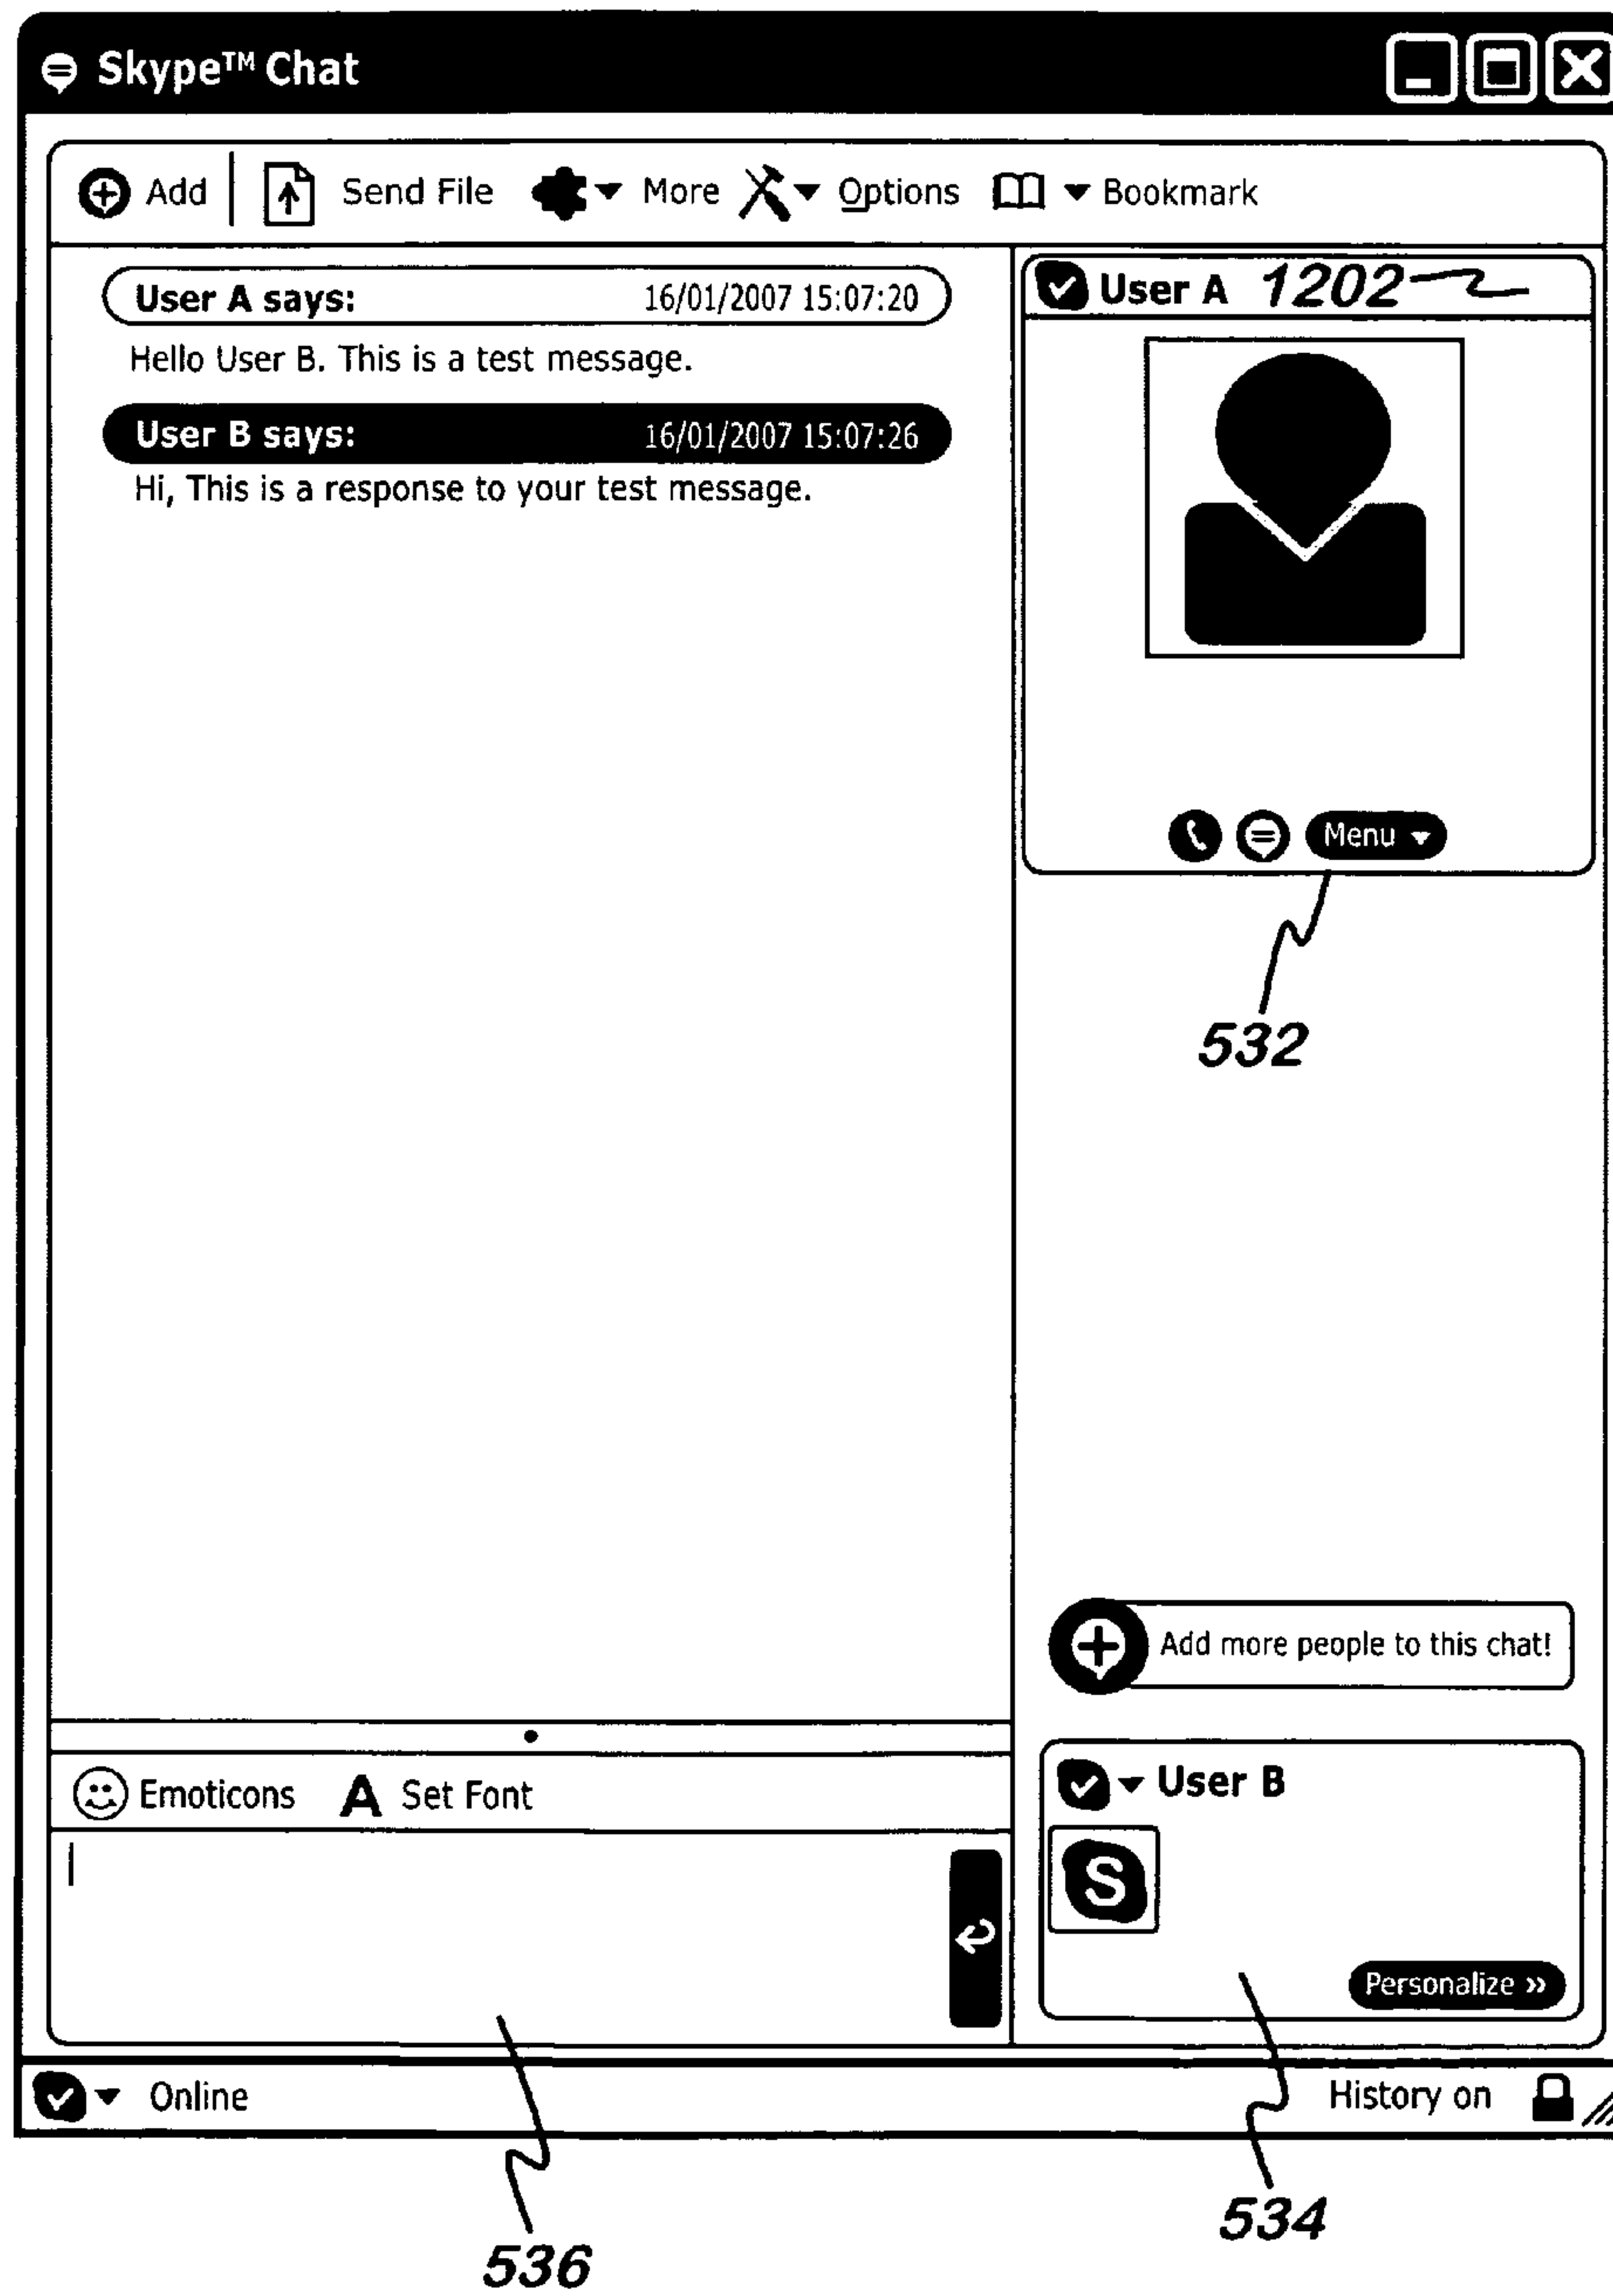 Skype™ Chat
Add Send File More Options Bookmark
User A says: 16/01/2007 15:07:20
Hello User B. This is a test message.
User B says: 16/01/2007 15:07:26
Hi, This is a response to your test message.
User A 1202
Menu
532
Add more people to this chat!
Emoticons A Set Font
User B
S
Personalize »
Online
History on
534
536